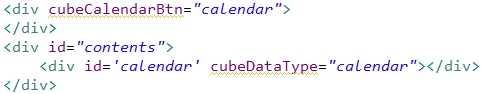 <div cubeCalendarBtn="calendar">
</div>
<div id="contents">
    <div id='calendar' cubeDataType="calendar"></div>
</div>